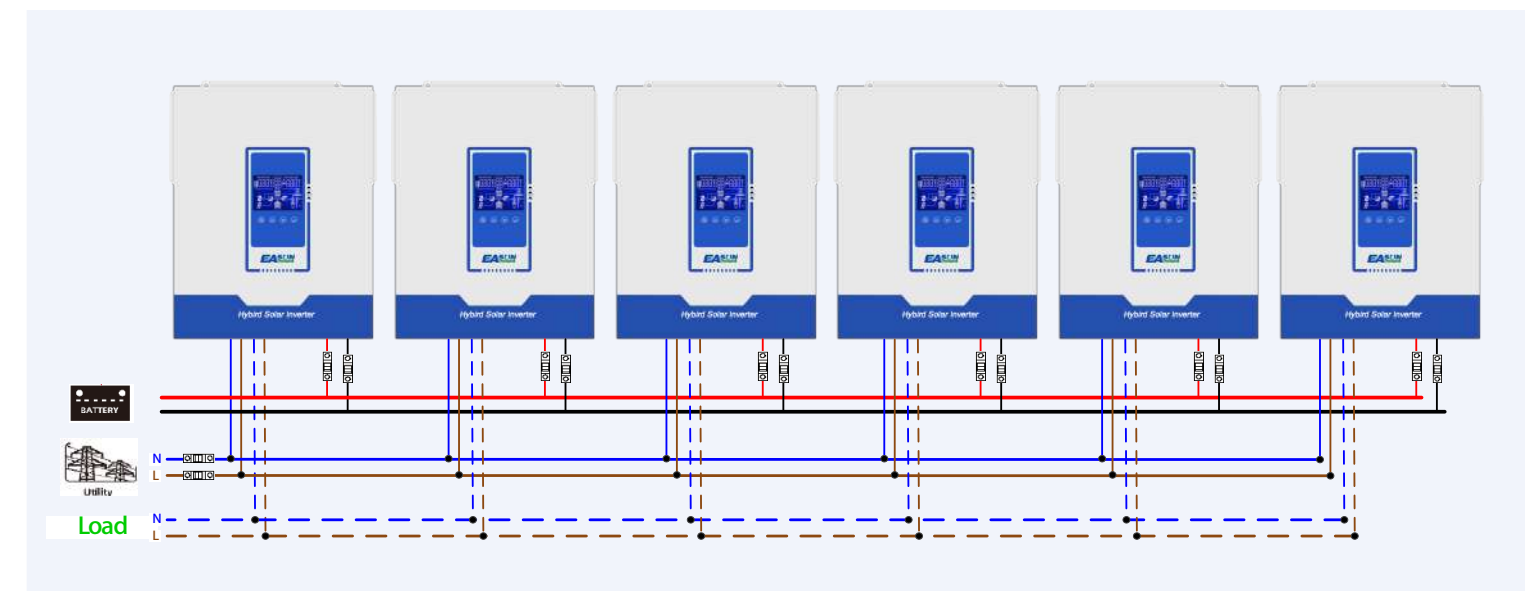 Hybird Solar Inverter
Hybird Solar Inverter
Hybird Solar Inverter
Hybird Solar Inverter
Hybird Solar Inverter
Hybird Solar Inverter
BATTERY
N
L
Utility
Load
N
L